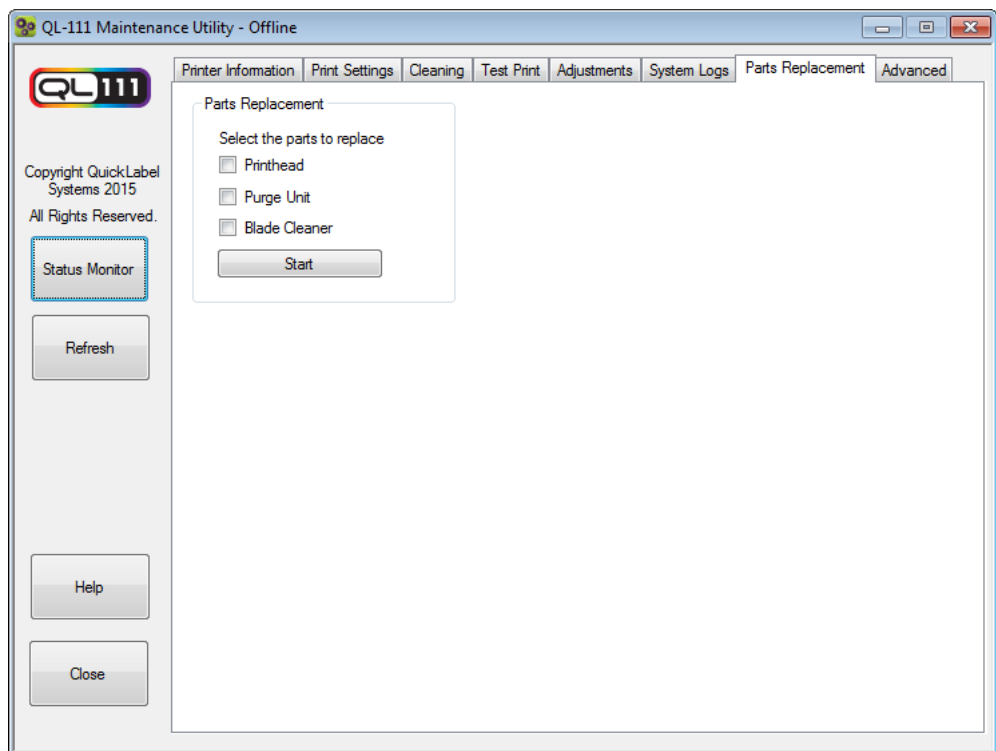 QL-111 Maintenance Utility - Offline
QL111
Printer Information
Print Settings
Cleaning
Test Print
Adjustments
System Logs
Parts Replacement
Advanced
Copyright QuickLabel
Systems 2015
All Rights Reserved.
Status Monitor
Refresh
Help
Close
Parts Replacement
Select the parts to replace
Printhead
Purge Unit
Blade Cleaner
Start